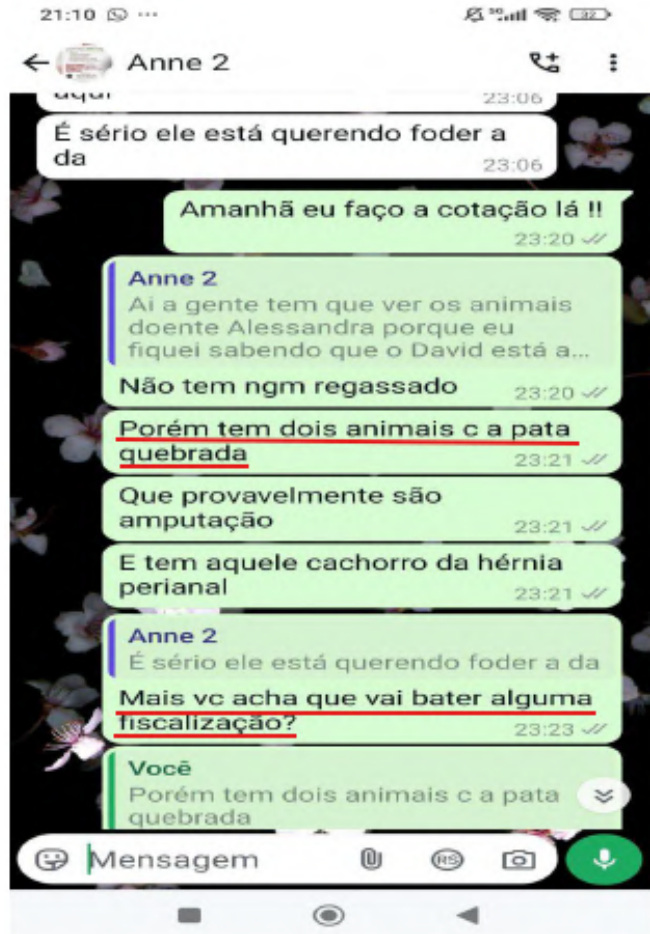 21:10 ...
32
Anne 2
aqui
23:06
É sério ele está querendo foder a
da
23:06
Amanhã eu faço a cotação lá !!
23:20
Anne 2
Ai a gente tem que ver os animais
doente Alessandra porque eu
fiquei sabendo que o David está a...
Não tem ngm regassado
23:20
Porém tem dois animais c a pata
quebrada
23:21
Que provavelmente são
amputação
23:21
E tem aquele cachorro da hérnia
perianal
23:21
Anne 2
É sério ele está querendo foder a da
Mais vc acha que vai bater alguma
fiscalização?
23:23
Você
Porém tem dois animais c a pata
quebrada
Mensagem
RS